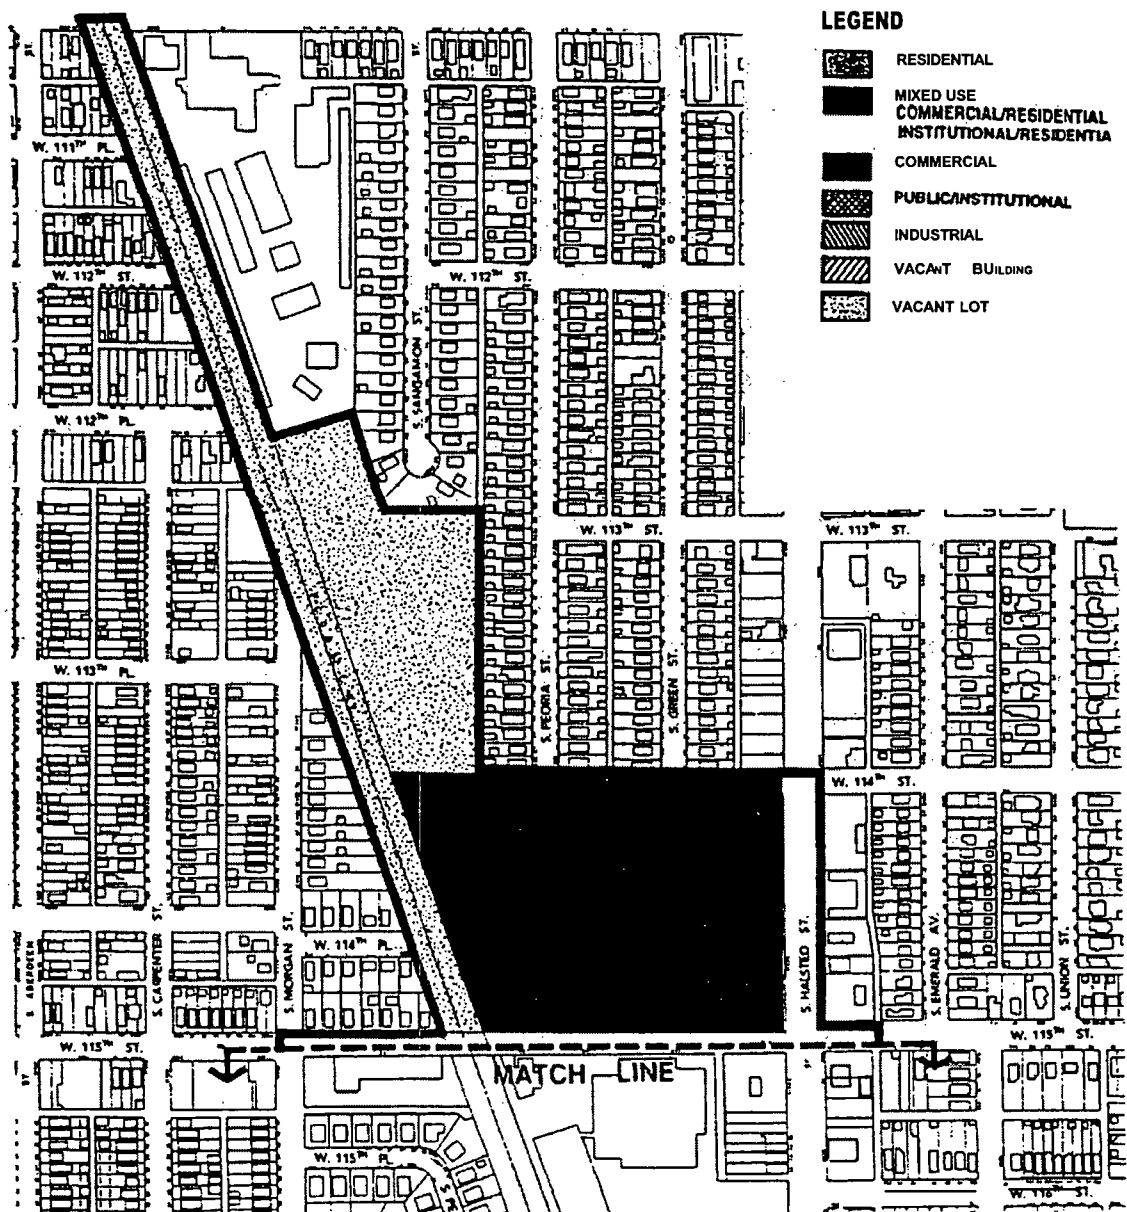 LEGEND
RESIDENTIAL
MIXED USE
COMMERCIAL/RESIDENTIAL
INSTITUTIONAL/RESIDENTIA
COMMERCIAL
PUBLIC/INSTITUTIONAL
INDUSTRIAL
VACANT BUILDING
VACANT LOT
ST.
ST.
W. 111TH PL.
W. 112TH ST.
W. 112TH ST.
S. SANGAMON ST.
W. 112TH PL.
W. 113TH ST.
W. 113TH ST.
W. 113TH PL.
S. PEORIA ST.
S. GREEN ST.
W. 114TH ST.
S. ABERDEEN
S. CARPENTER ST.
S. MORGAN ST.
W. 114TH PL.
S. HALSTED ST.
S. EMERALD AV.
S. UNION ST.
W. 115TH ST.
W. 115TH ST.
MATCH LINE
W. 115TH PL.
W. 116TH ST.